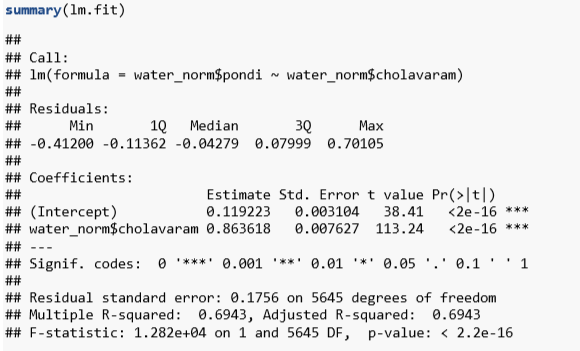 summary(lm.fit)
##
## Call:
## lm(formula = water_norm$pondi ~ water_norm$cholavaram)
##
## Residuals:
##      Min       1Q   Median       3Q      Max
## -0.41200 -0.11362 -0.04279  0.07999  0.70105
##
## Coefficients:
##                       Estimate Std. Error t value Pr(>|t|)
## (Intercept)           0.119223   0.003104   38.41   <2e-16 ***
## water_norm$cholavaram 0.863618   0.007627  113.24   <2e-16 ***
## ---
## Signif. codes:  0 '***' 0.001 '**' 0.01 '*' 0.05 '.' 0.1 ' ' 1
##
## Residual standard error: 0.1756 on 5645 degrees of freedom
## Multiple R-squared:  0.6943, Adjusted R-squared:  0.6943
## F-statistic: 1.282e+04 on 1 and 5645 DF,  p-value: < 2.2e-16